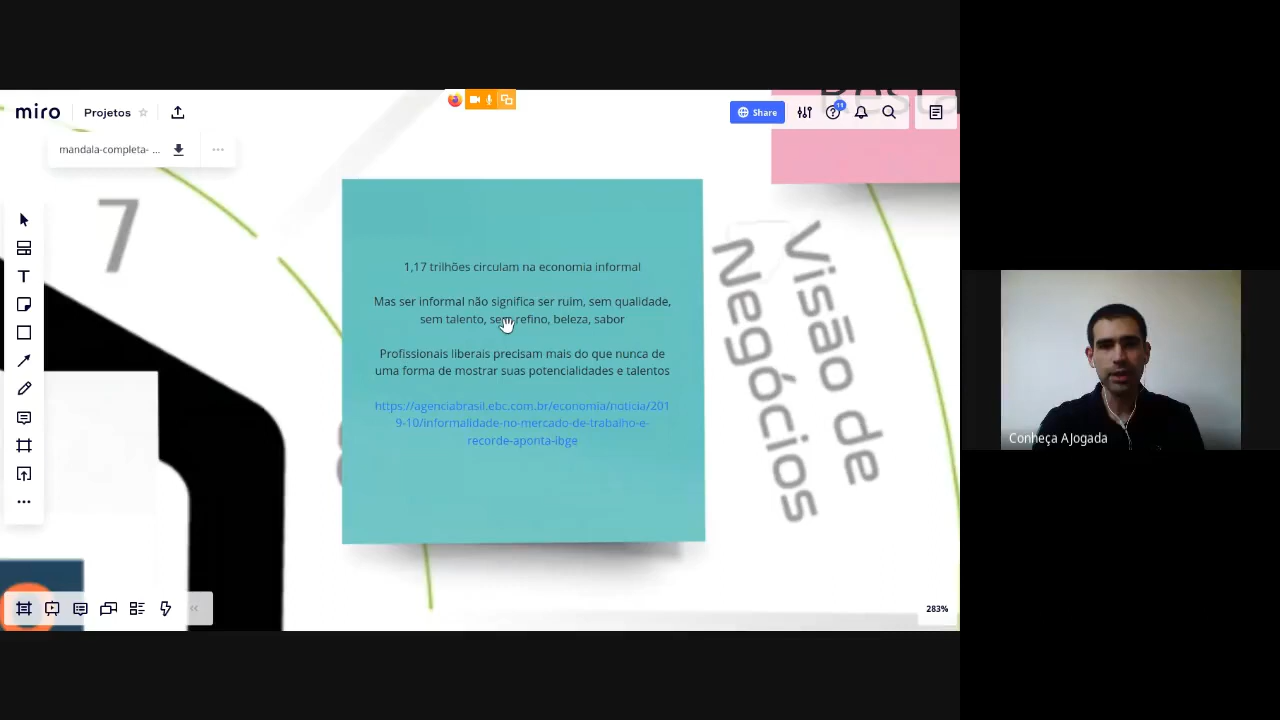 miro
Projetos
Share
11
mandala-completa- ...
7
1,17 trilhões circulam na economia informal
Mas ser informal não significa ser ruim, sem qualidade,
sem talento, sem refino, beleza, sabor
Profissionais liberais precisam mais do que nunca de
uma forma de mostrar suas potencialidades e talentos
https://agenciabrasil.ebc.com.br/economia/noticia/201
9-10/informalidade-no-mercado-de-trabalho-e-
recorde-aponta-ibge
Visão de
Negócios
Conheça AJogada
283%